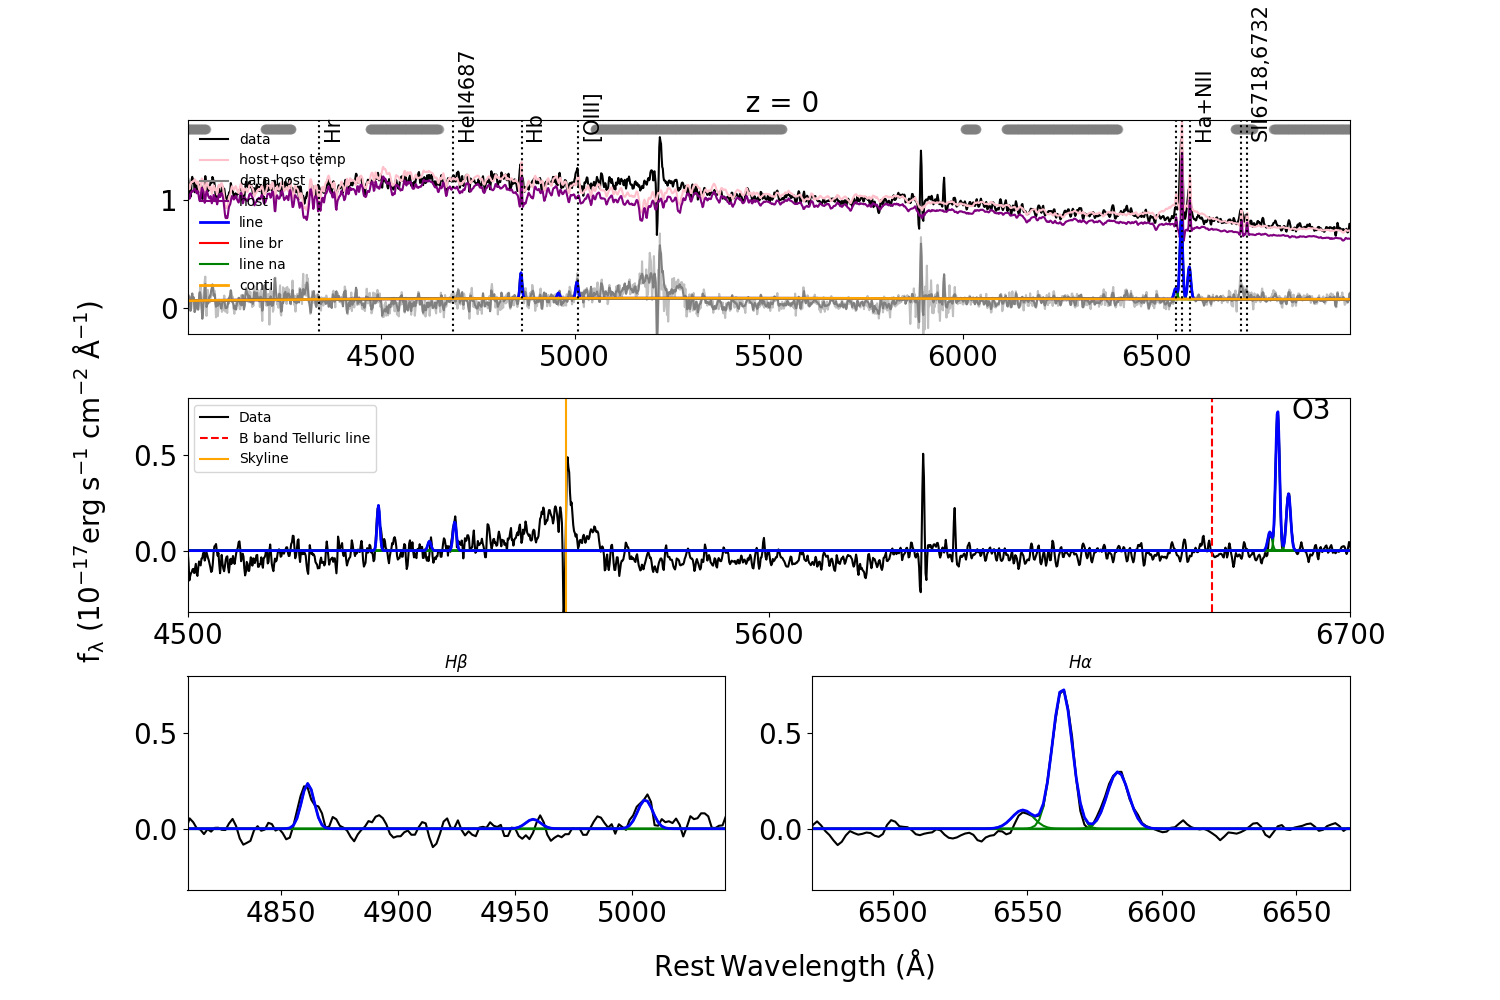 z = 0
Hr
HeII4687
Hb
[OIII]
Ha+NII
SII6718,6732
data
host+qso temp
data-host
host
line
line br
line na
conti
1
0
4500 5000 5500 6000 6500
fλ (10−17erg s−1 cm−2 Å−1)
Data
B band Telluric line
Skyline
O3
0.5
0.0
4500 5600 6700
Hβ
0.5
0.0
4850 4900 4950 5000
Hα
0.5
0.0
6500 6550 6600 6650
Rest Wavelength (Å)